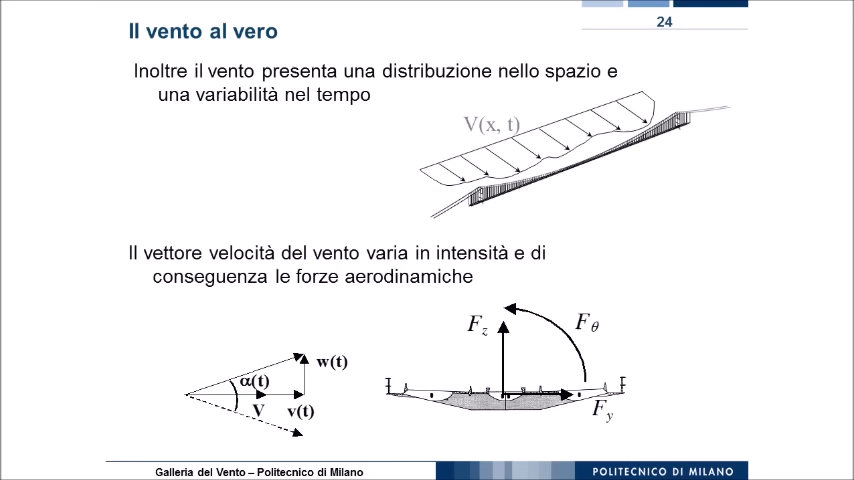 Il vento al vero
24
Inoltre il vento presenta una distribuzione nello spazio e
una variabilità nel tempo
V(x, t)
Il vettore velocità del vento varia in intensità e di
conseguenza le forze aerodinamiche
F_z
F_θ
w(t)
α(t)
V
v(t)
F_y
Galleria del Vento – Politecnico di Milano
POLITECNICO DI MILANO